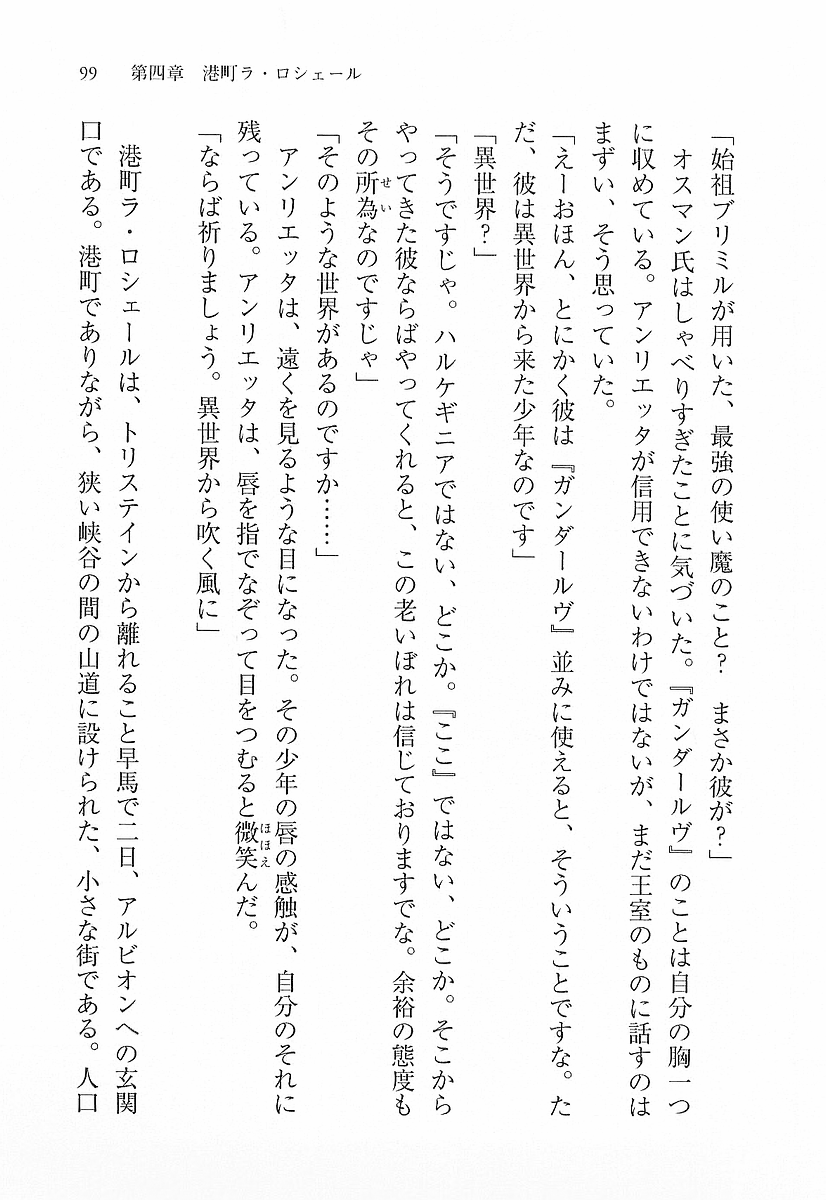 99　第四章　港町ラ・ロシェール
「始祖ブリミルが用いた、最強の使い魔のこと？　まさか彼が？」
　オスマン氏はしゃべりすぎたことに気づいた。『ガンダールヴ』のことは自分の胸一つ
に収めている。アンリエッタが信用できないわけではないが、まだ王室のものに話すのは
まずい、そう思っていた。
「えーおほん、とにかく彼は『ガンダールヴ』並みに使えると、そういうことですな。た
だ、彼は異世界から来た少年なのです」
「異世界？」
「そうですじゃ。ハルケギニアではない、どこか。『ここ』ではない、どこか。そこから
やってきた彼ならばやってくれると、この老いぼれは信じておりますでな。余裕の態度も
その所為せいなのですじゃ」
「そのような世界があるのですか……」
　アンリエッタは、遠くを見るような目になった。その少年の唇の感触が、自分のそれに
残っている。アンリエッタは、唇を指でなぞって目をつむると微笑ほほえんだ。
「ならば祈りましょう。異世界から吹く風に」
　港町ラ・ロシェールは、トリステインから離れること早馬で二日、アルビオンへの玄関
口である。港町でありながら、狭い峡谷の間の山道に設けられた、小さな街である。人口